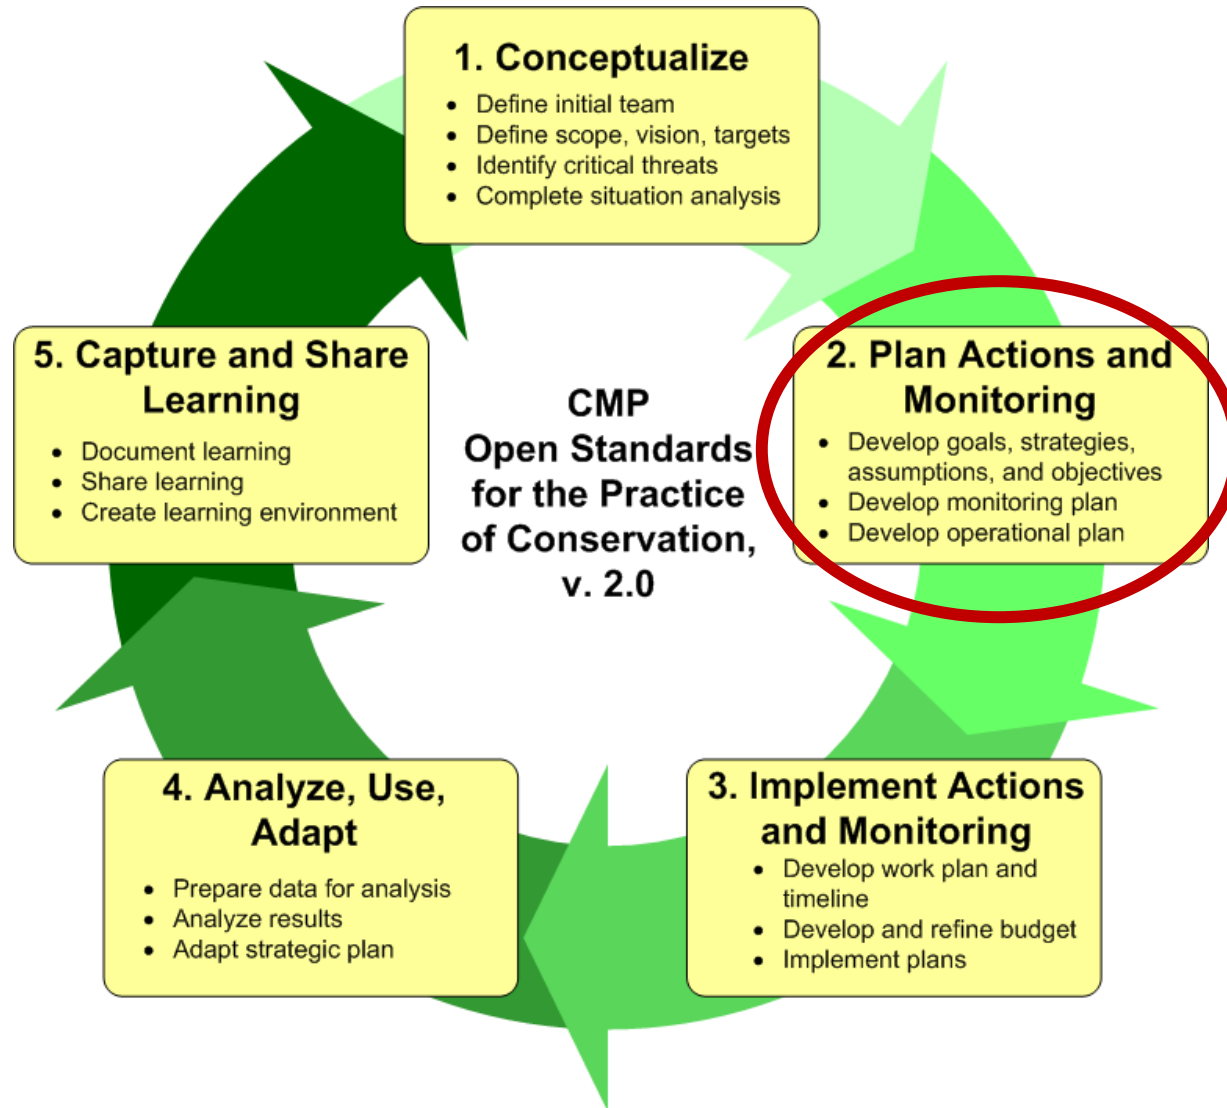 1. Conceptualize
• Define initial team
• Define scope, vision, targets
• Identify critical threats
• Complete situation analysis
2. Plan Actions and
Monitoring
• Develop goals, strategies,
assumptions, and objectives
• Develop monitoring plan
• Develop operational plan
3. Implement Actions
and Monitoring
• Develop work plan and
timeline
• Develop and refine budget
• Implement plans
4. Analyze, Use,
Adapt
• Prepare data for analysis
• Analyze results
• Adapt strategic plan
5. Capture and Share
Learning
• Document learning
• Share learning
• Create learning environment
CMP
Open Standards
for the Practice
of Conservation,
v. 2.0